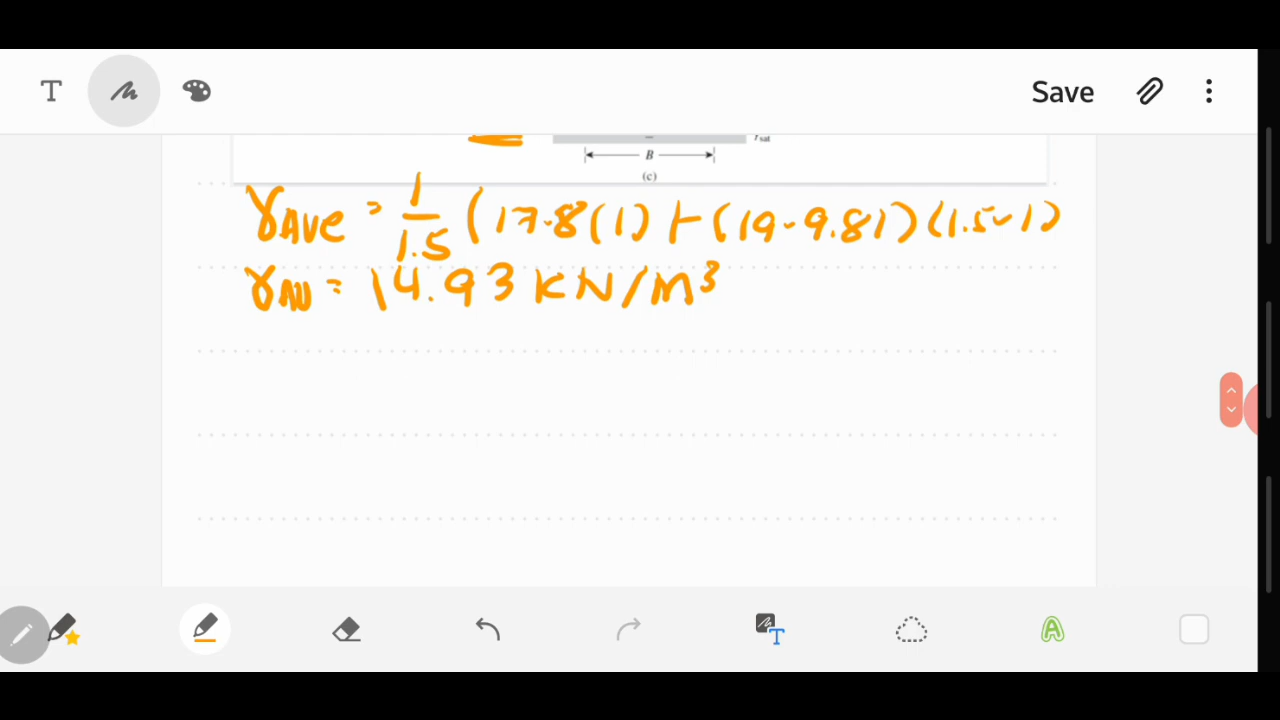 T Save
γsat
B
(c)
γAVE = 1/1.5 (17.8(1) + (19-9.81)(1.5-1)
γAV = 14.93 KN/m³
T A